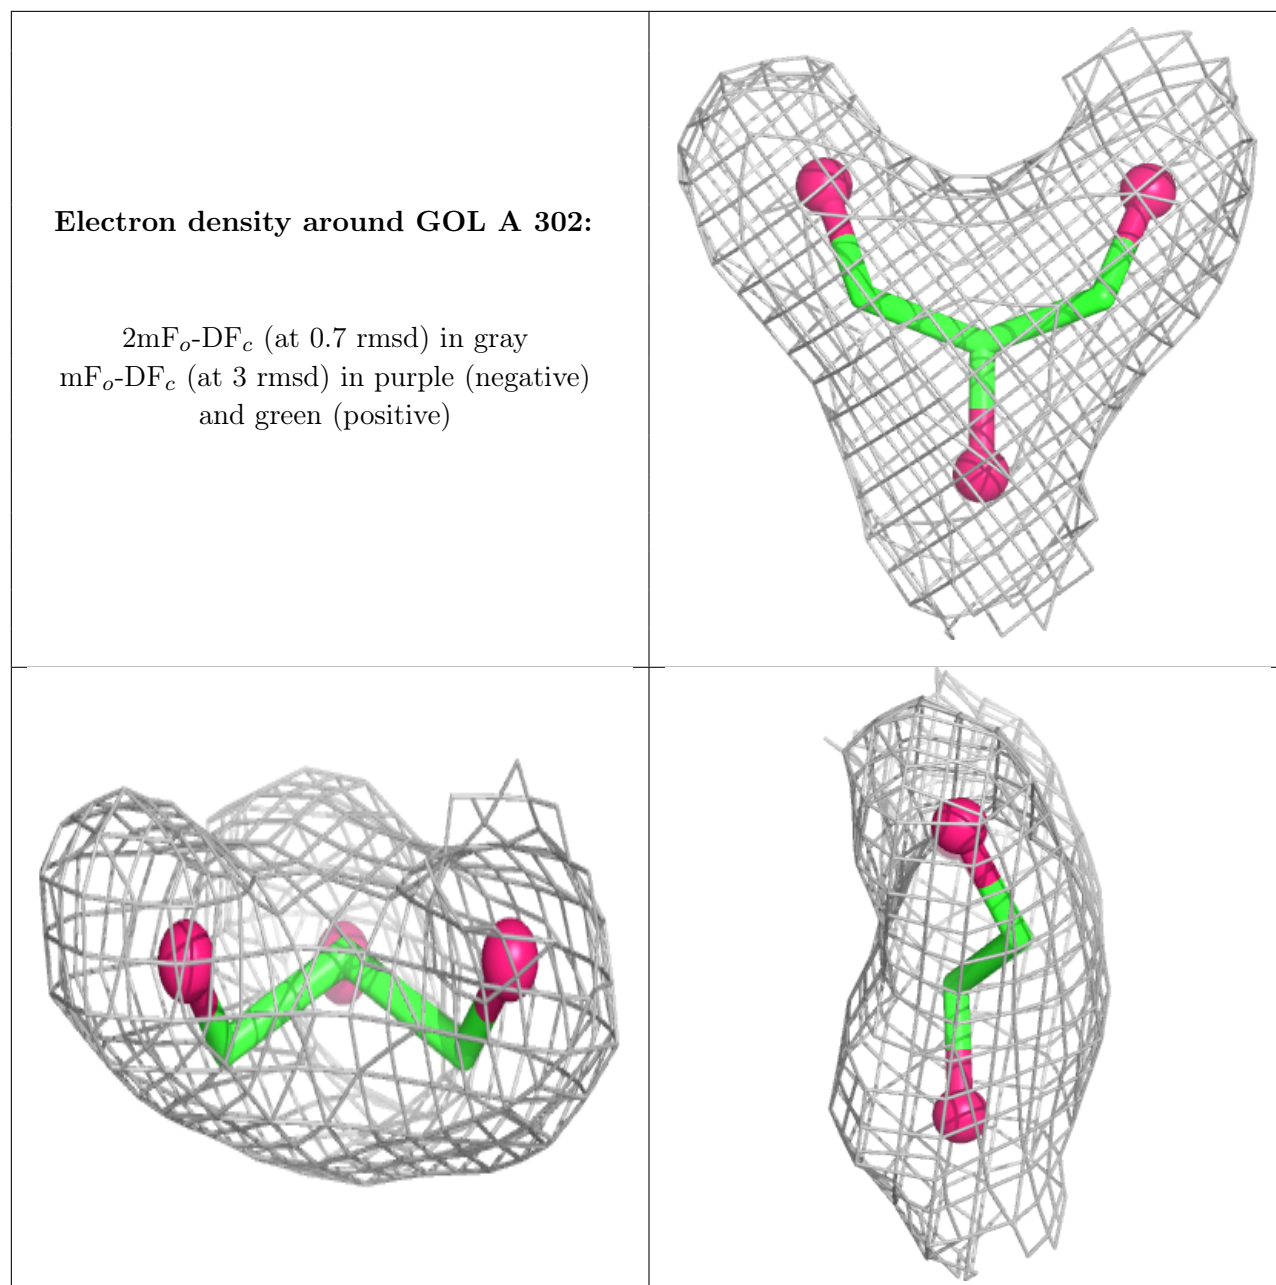 Electron density around GOL A 302:
2mFo-DFc (at 0.7 rmsd) in gray
mFo-DFc (at 3 rmsd) in purple (negative)
and green (positive)